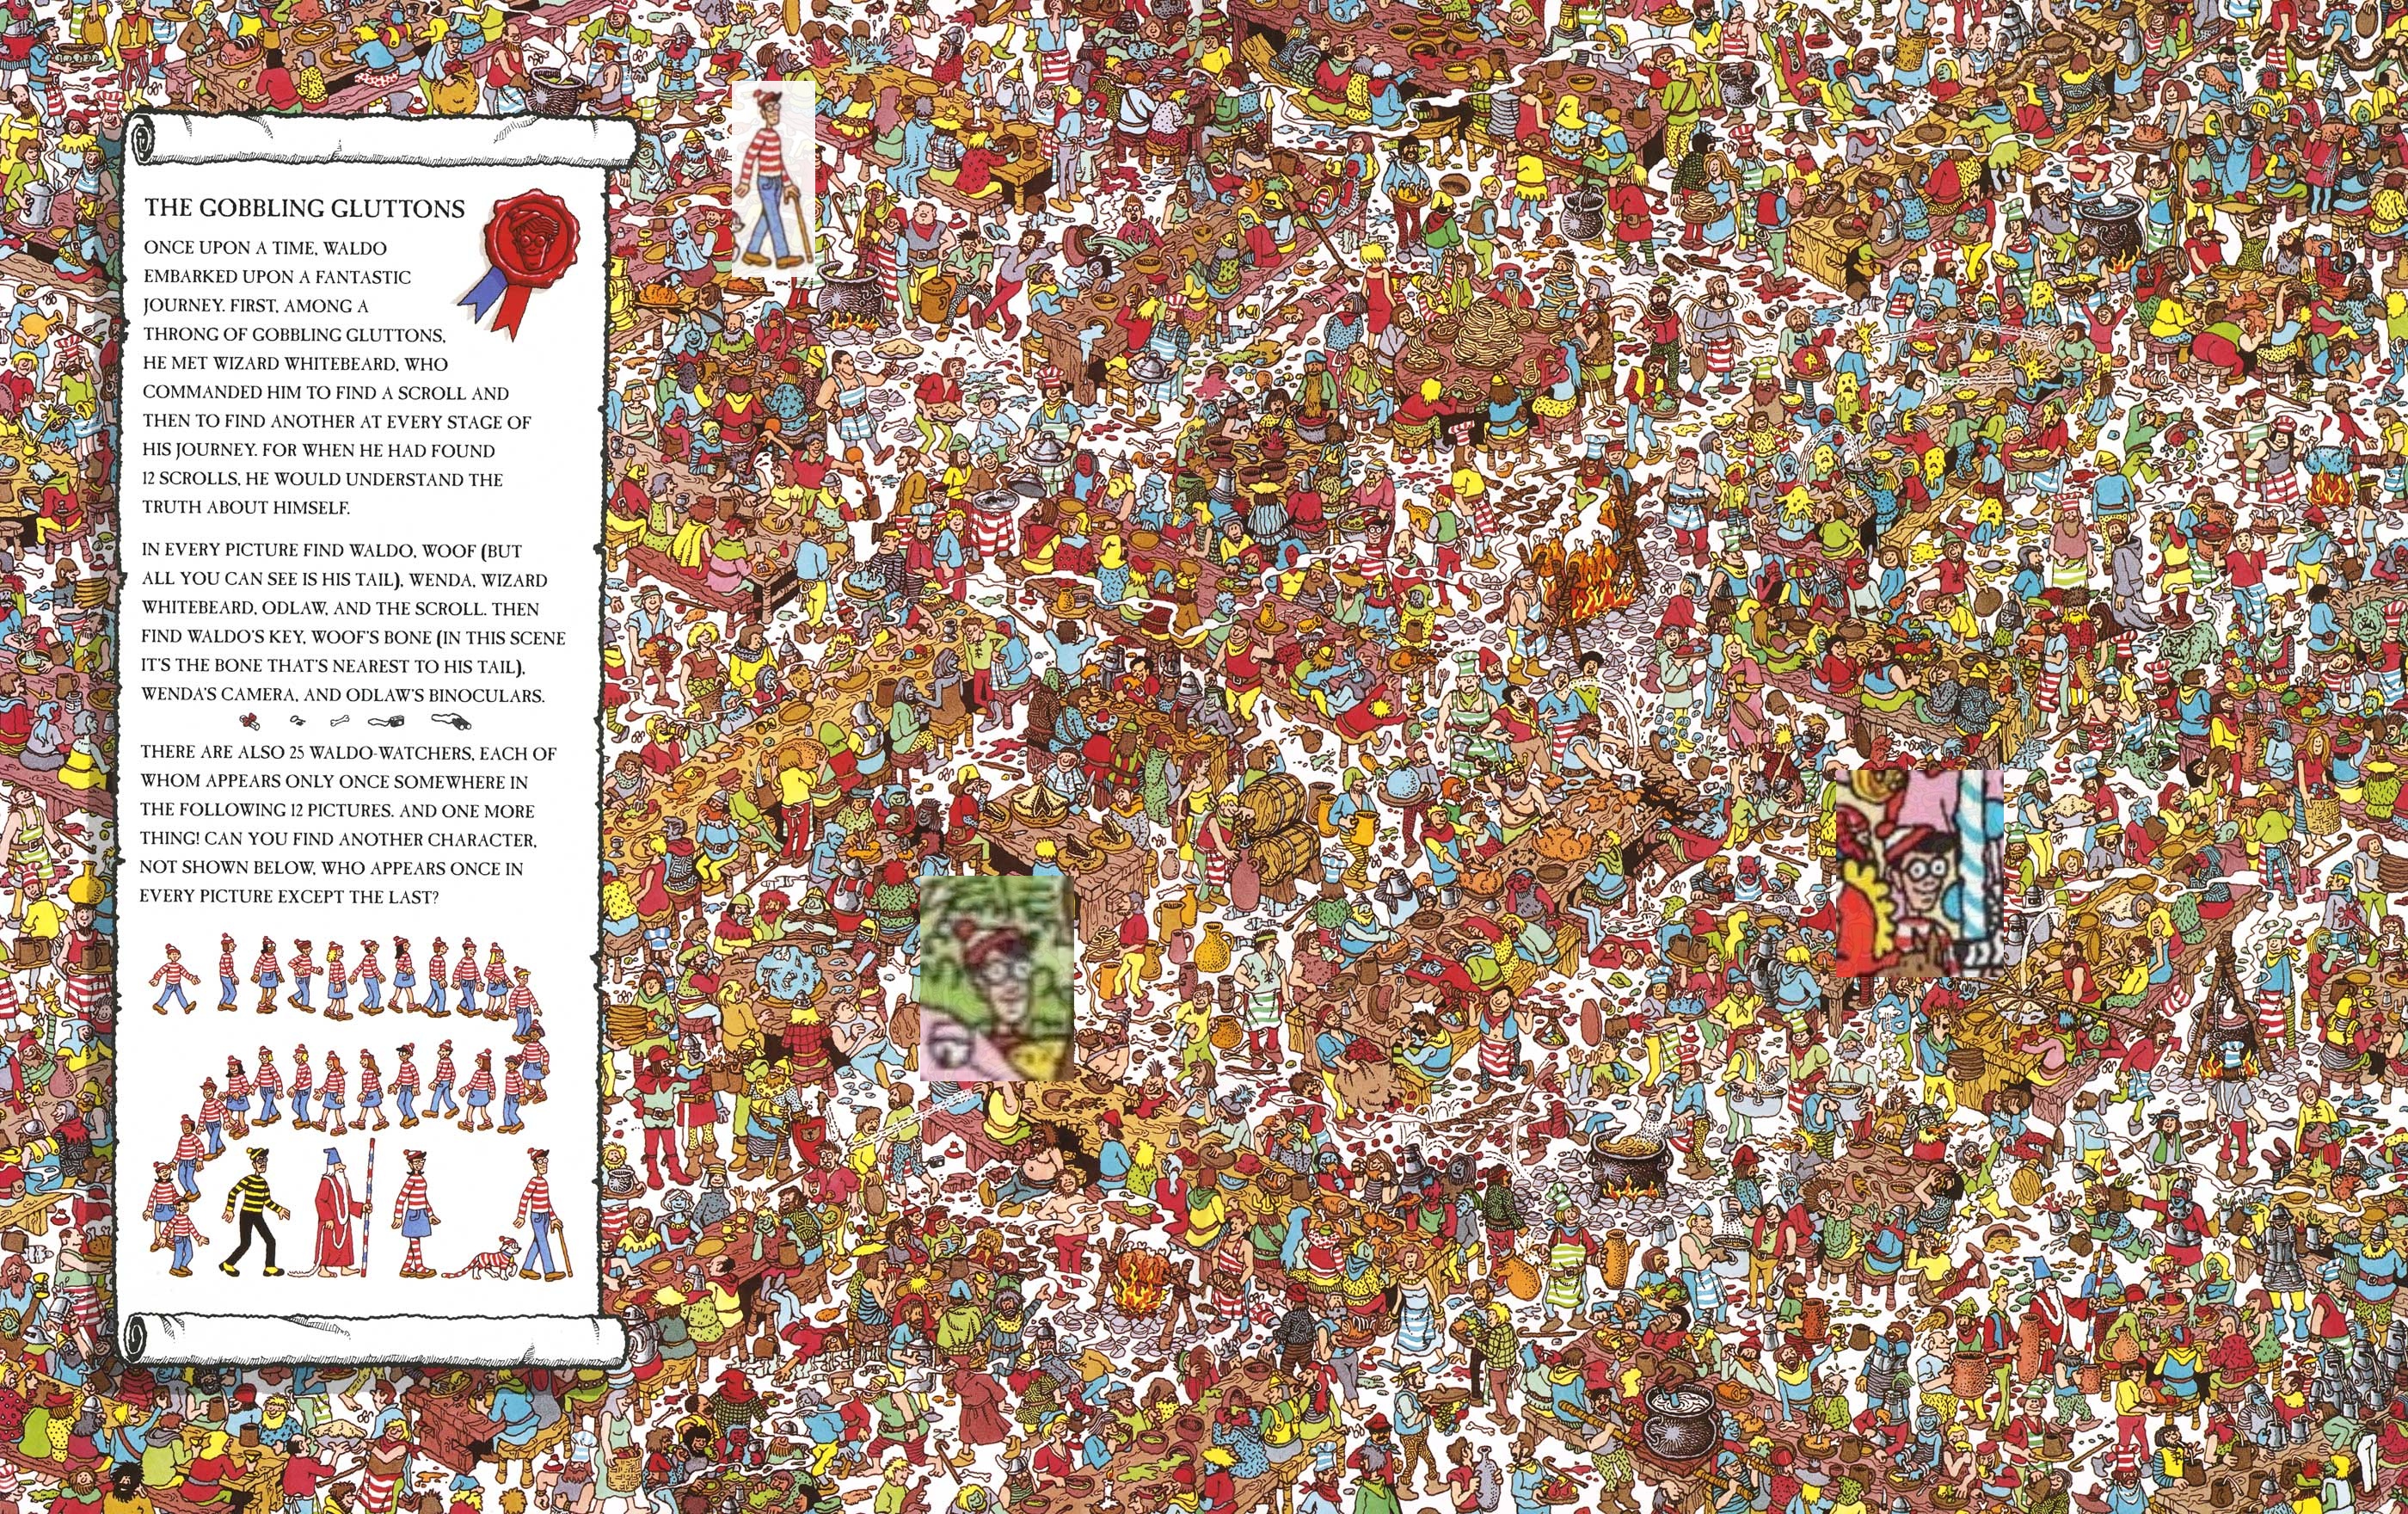 THE GOBBLING GLUTTONS
ONCE UPON A TIME, WALDO
EMBARKED UPON A FANTASTIC
JOURNEY. FIRST, AMONG A
THRONG OF GOBBLING GLUTTONS,
HE MET WIZARD WHITEBEARD, WHO
COMMANDED HIM TO FIND A SCROLL AND
THEN TO FIND ANOTHER AT EVERY STAGE OF
HIS JOURNEY. FOR WHEN HE HAD FOUND
12 SCROLLS, HE WOULD UNDERSTAND THE
TRUTH ABOUT HIMSELF.
IN EVERY PICTURE FIND WALDO, WOOF (BUT
ALL YOU CAN SEE IS HIS TAIL), WENDA, WIZARD
WHITEBEARD, ODLAW, AND THE SCROLL. THEN
FIND WALDO'S KEY, WOOF'S BONE (IN THIS SCENE
IT'S THE BONE THAT'S NEAREST TO HIS TAIL),
WENDA'S CAMERA, AND ODLAW'S BINOCULARS.
THERE ARE ALSO 25 WALDO-WATCHERS, EACH OF
WHOM APPEARS ONLY ONCE SOMEWHERE IN
THE FOLLOWING 12 PICTURES. AND ONE MORE
THING! CAN YOU FIND ANOTHER CHARACTER,
NOT SHOWN BELOW, WHO APPEARS ONCE IN
EVERY PICTURE EXCEPT THE LAST?